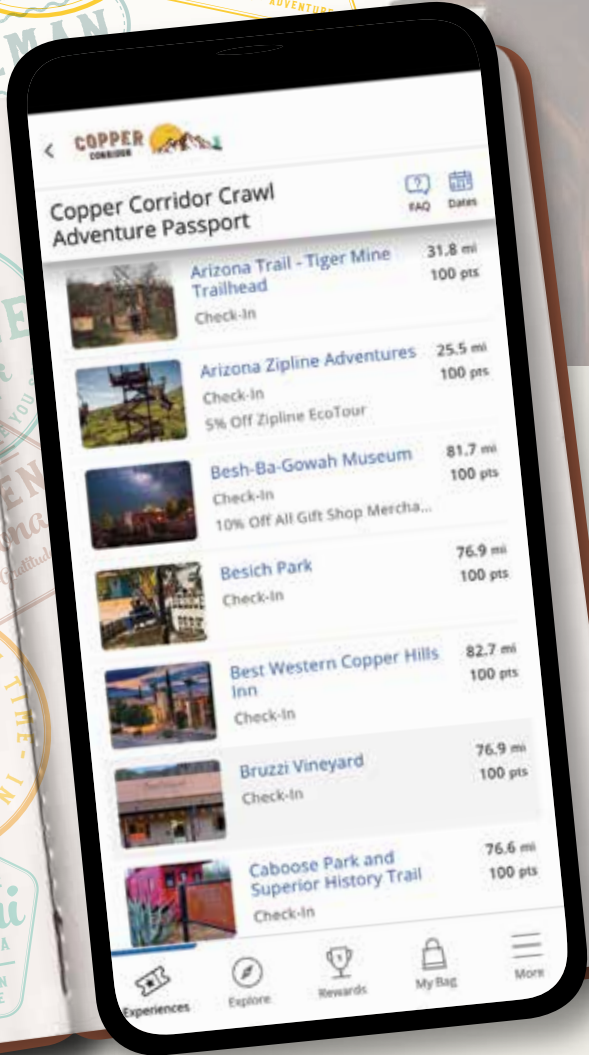 ADVENTURE
COPPER
CORRIDOR
Copper Corridor Crawl
Adventure Passport
FAQ
Dates
Arizona Trail - Tiger Mine
Trailhead
31.8 mi
100 pts
Check-In
Arizona Zipline Adventures
25.5 mi
100 pts
Check-In
5% Off Zipline EcoTour
Besh-Ba-Gowah Museum
81.7 mi
100 pts
Check-In
10% Off All Gift Shop Mercha...
Besich Park
76.9 mi
100 pts
Check-In
Best Western Copper Hills
Inn
82.7 mi
100 pts
Check-In
Bruzzi Vineyard
76.9 mi
100 pts
Check-In
Caboose Park and
Superior History Trail
76.6 mi
100 pts
Check-In
Experiences
Explore
Rewards
My Bag
More